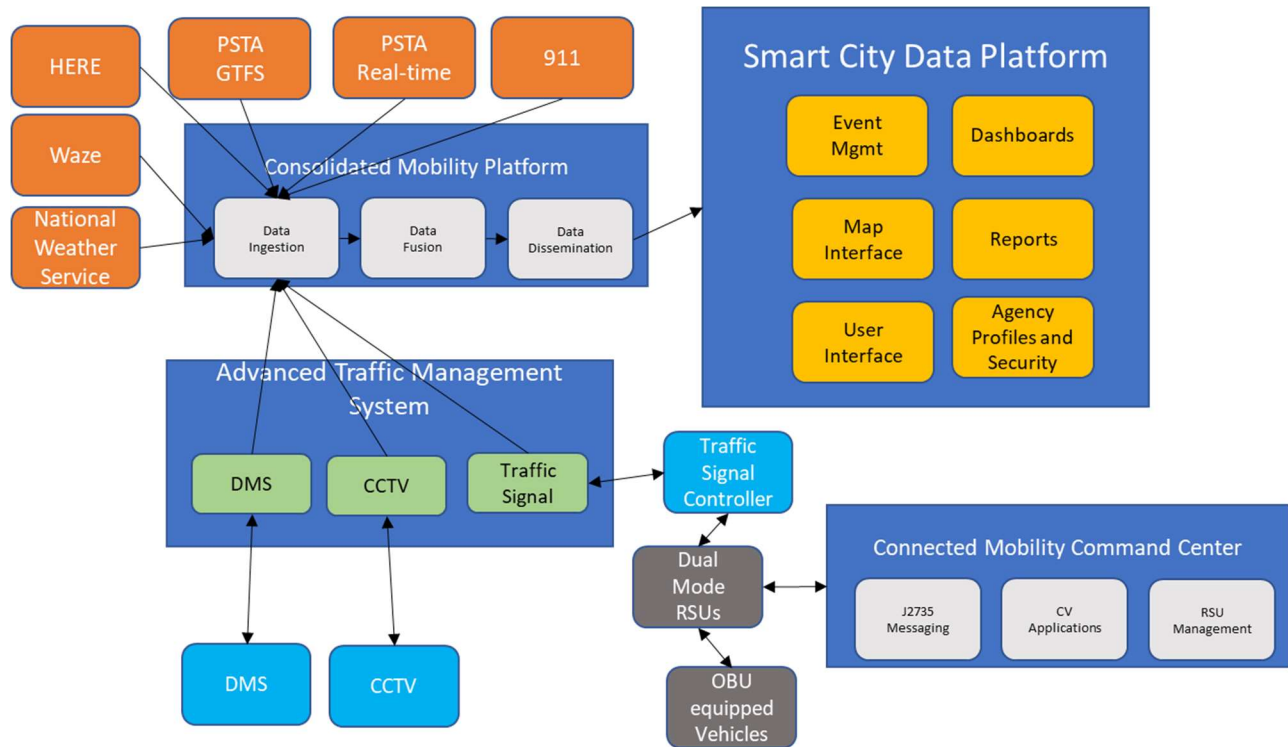 HERE
PSTA
GTFS
PSTA
Real-time
911
Smart City Data Platform
Event
Mgmt
Dashboards
Map
Interface
Reports
User
Interface
Agency
Profiles and
Security
Waze
National
Weather
Service
Consolidated Mobility Platform
Data
Ingestion
Data
Fusion
Data
Dissemination
Advanced Traffic Management
System
DMS
CCTV
Traffic
Signal
Traffic
Signal
Controller
Dual
Mode
RSUs
OBU
equipped
Vehicles
Connected Mobility Command Center
J2735
Messaging
CV
Applications
RSU
Management
DMS
CCTV